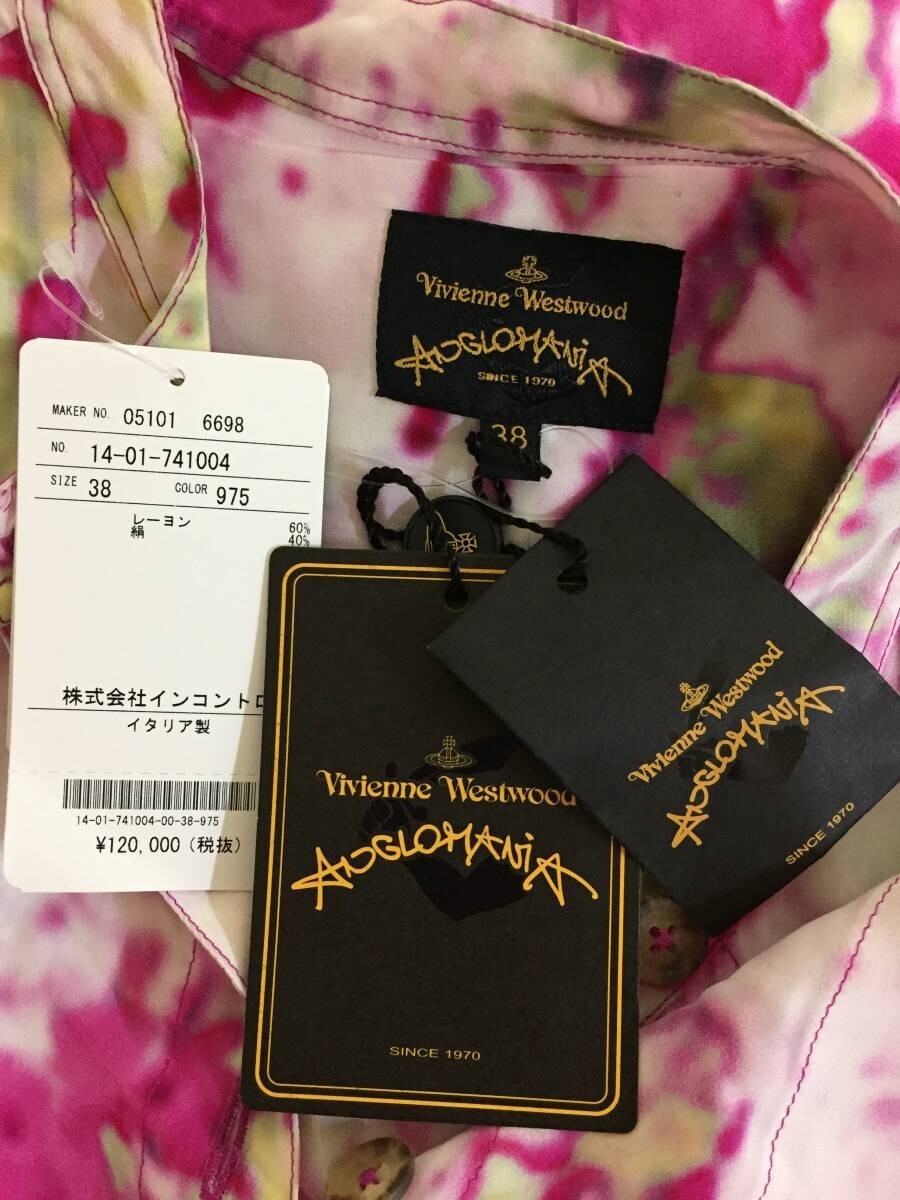 Vivienne Westwood
ANGLOMANIA
SINCE 1970
38
MAKER NO. 05101 6698
NO. 14-01-741004
SIZE 38 COLOR 975
レーヨン 60%
絹 40%
株式会社インコントロ
イタリア製
14-01-741004-00-38-975
¥120,000(税抜)
Vivienne Westwood
ANGLOMANIA
SINCE 1970
Vivienne Westwood
ANGLOMANIA
SINCE 1970